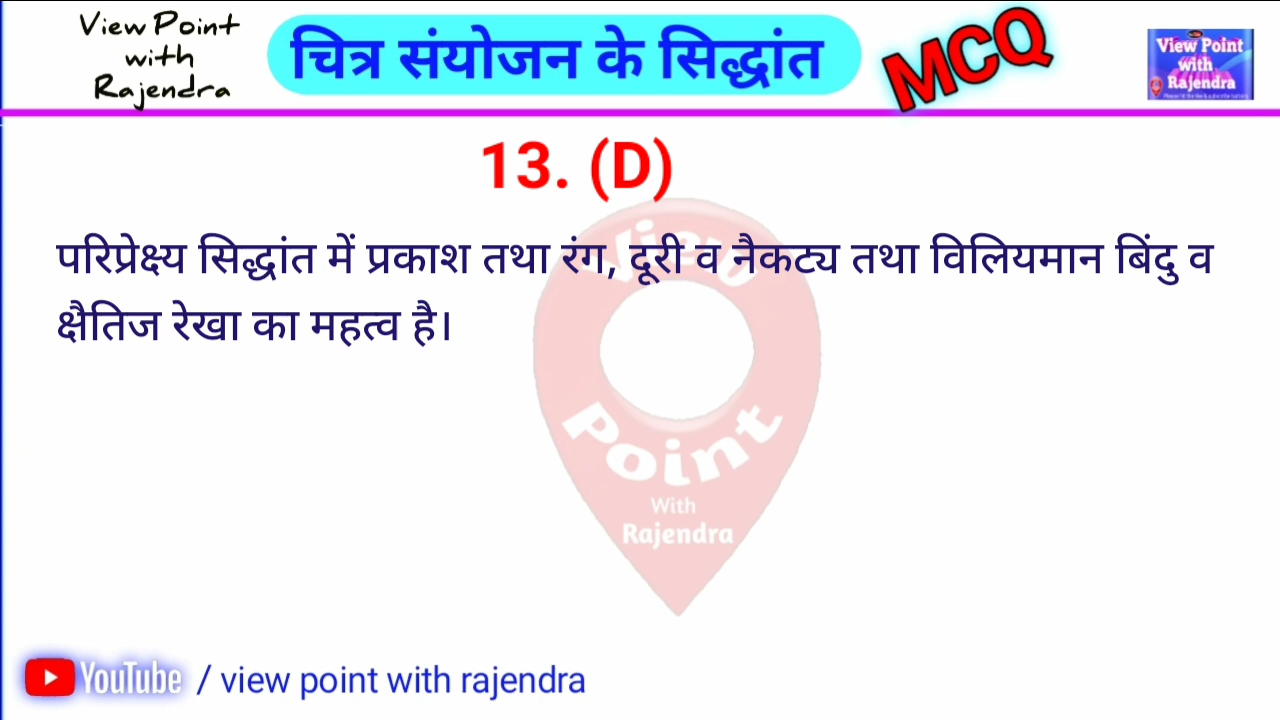 View Point
with
Rajendra
चित्र संयोजन के सिद्धांत
MCQ
View Point
with
Rajendra
13. (D)
परिप्रेक्ष्य सिद्धांत में प्रकाश तथा रंग, दूरी व नैकट्य तथा विलियमान बिंदु व
क्षैतिज रेखा का महत्व है।
View
Point
With
Rajendra
YouTube / view point with rajendra